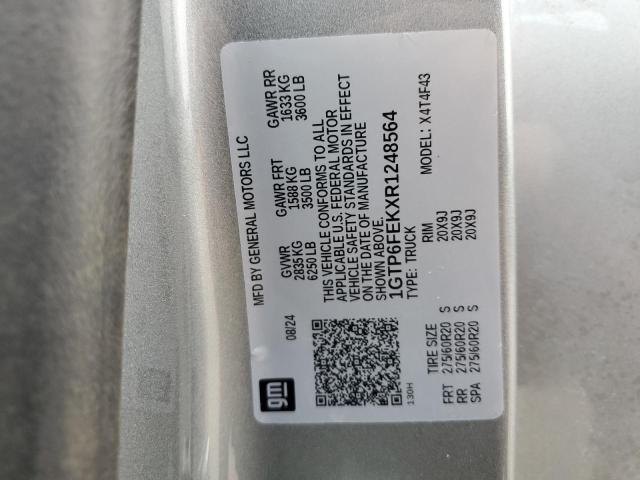 MFD BY GENERAL MOTORS LLC
08/24
GVWR
2835 KG
6250 LB
GAWR FRT
1588 KG
3500 LB
GAWR RR
1633 KG
3600 LB
THIS VEHICLE CONFORMS TO ALL
APPLICABLE U.S. FEDERAL MOTOR
VEHICLE SAFETY STANDARDS IN EFFECT
ON THE DATE OF MANUFACTURE
SHOWN ABOVE.
1GTP6FEKXR1248564
TYPE: TRUCK
MODEL: X4T4F43
gm
130H
TIRE SIZE RIM
FRT 275/60R20 S 20X9J
RR 275/60R20 S 20X9J
SPA 275/60R20 S 20X9J